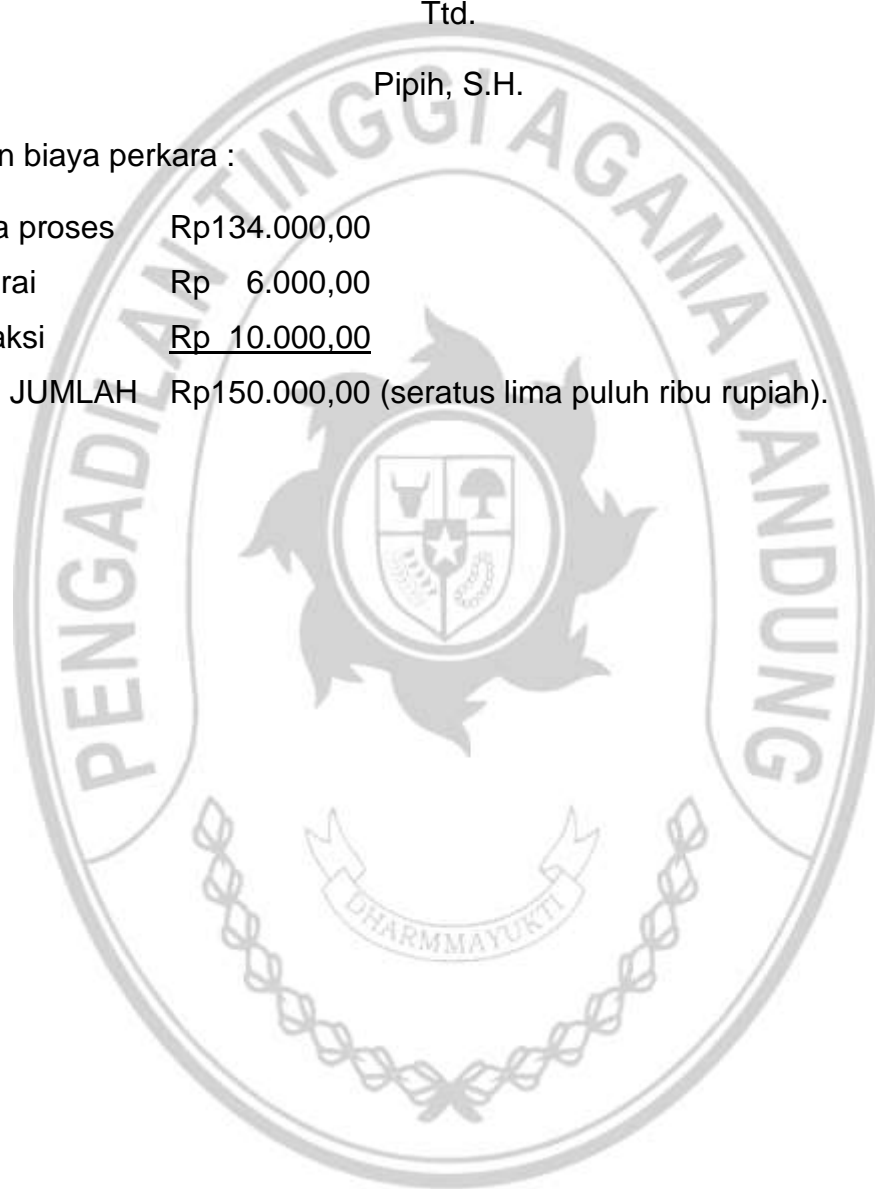 Ttd.
Pipih, S.H.
n biaya perkara :
a proses Rp134.000,00
rai Rp 6.000,00
aksi Rp 10.000,00
JUMLAH Rp150.000,00 (seratus lima puluh ribu rupiah).
PENGADILAN TINGGI AGAMA BANDUNG
DHARMMAYUKTI